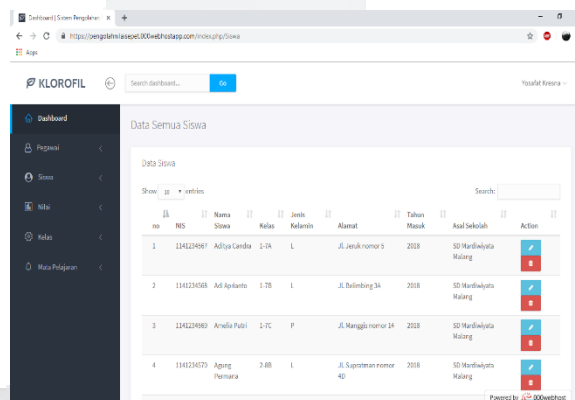 Dashboard | Sistem Pengolahan
https://pengolahnilaisepet.000webhostapp.com/index.php/Siswa
Apps
KLOROFIL
Search dashboard...
Go
Yosafat Kresna
Dashboard
Pegawai
Siswa
Nilai
Kelas
Mata Pelajaran
Data Semua Siswa
Data Siswa
Show 10 entries
Search:
no NIS Nama Siswa Kelas Jenis Kelamin Alamat Tahun Masuk Asal Sekolah Action
1 1141234567 Aditya Candra 1-7A L Jl. Jeruk nomor 5 2018 SD Mardiwiyata Malang
2 1141234568 Adi Aprianto 1-7B L Jl. Belimbing 3A 2018 SD Mardiwiyata Malang
3 1141234569 Amelia Putri 1-7C P Jl. Manggis nomor 14 2018 SD Mardiwiyata Malang
4 1141234570 Agung Permana 2-8B L Jl. Supratman nomor 4D 2018 SD Mardiwiyata Malang
Powered by 000webhost